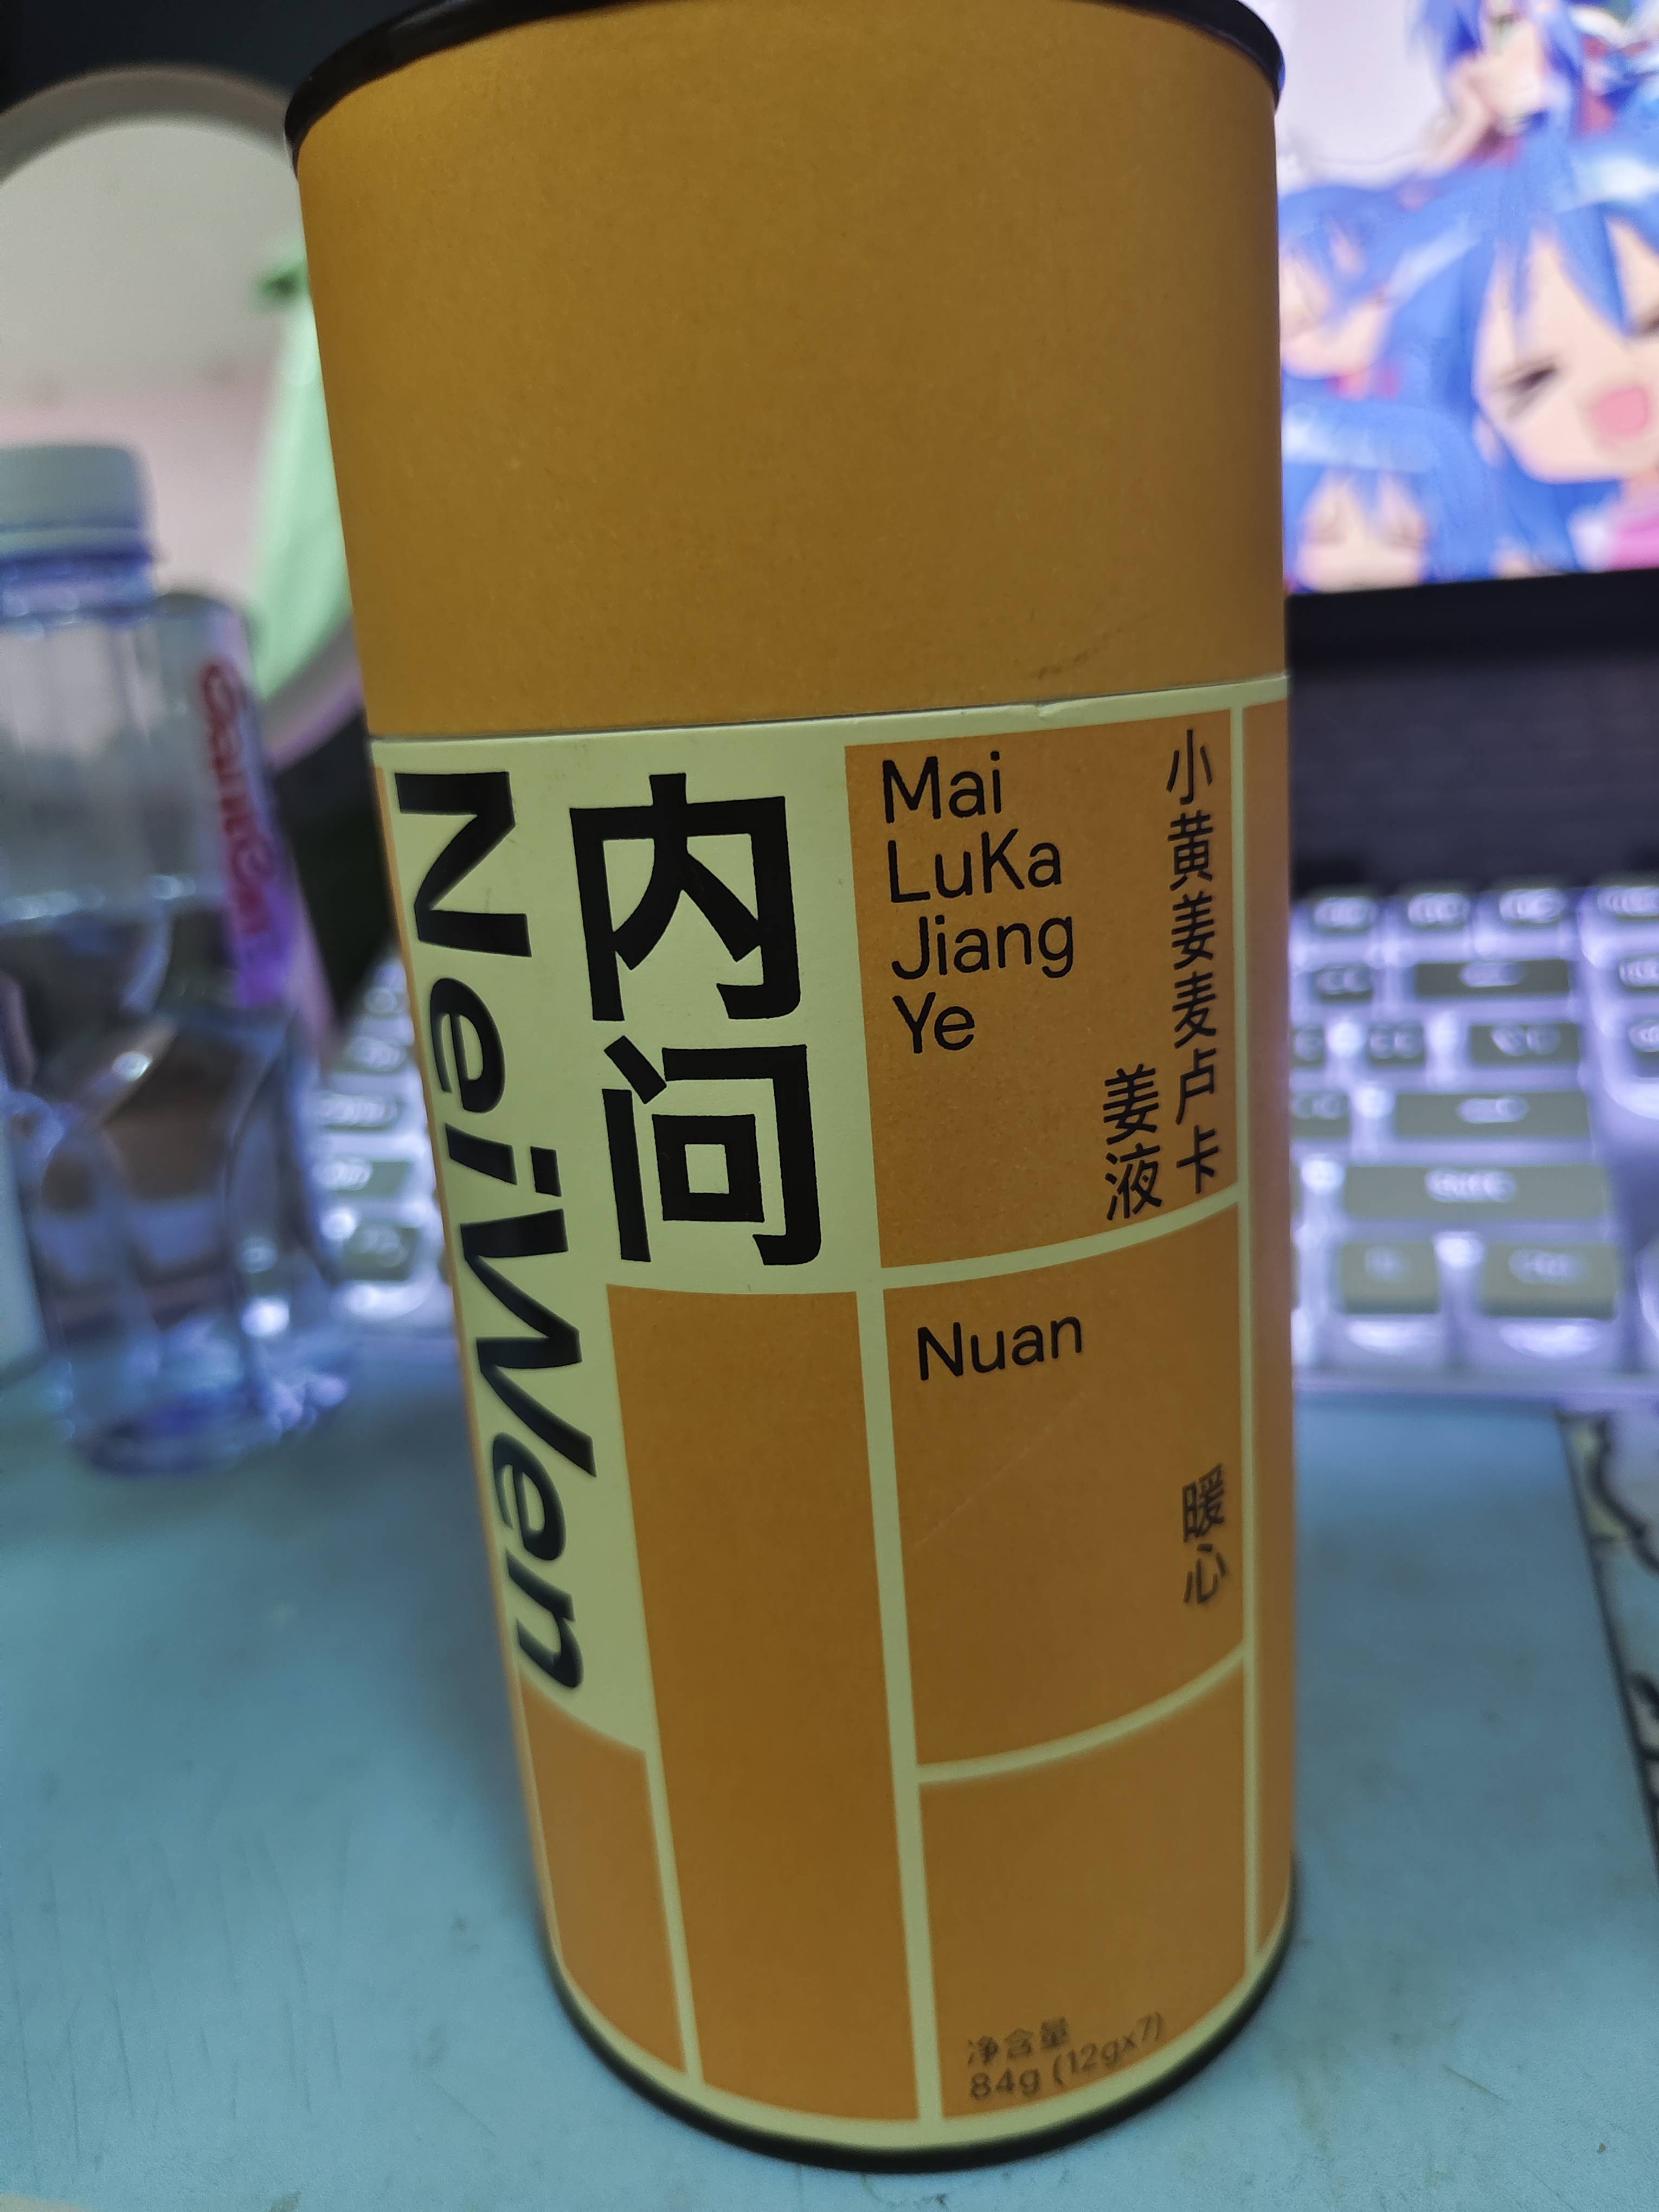 NeiWen
内问
Mai
LuKa
Jiang
Ye
小黄姜麦卢卡
姜液
Nuan
暖心
净含量
84g (12gx7)